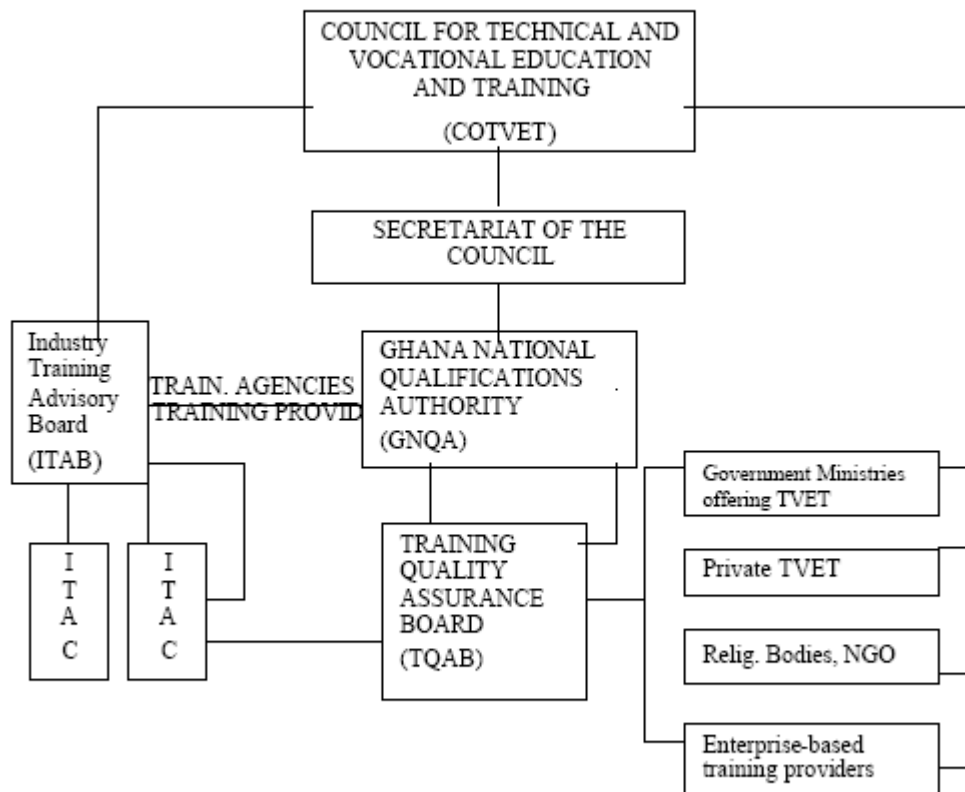 COUNCIL FOR TECHNICAL AND
VOCATIONAL EDUCATION
AND TRAINING
(COTVET)
SECRETARIAT OF THE
COUNCIL
Industry
Training
Advisory
Board
(ITAB)
TRAIN. AGENCIES
TRAINING PROVID
GHANA NATIONAL
QUALIFICATIONS
AUTHORITY
(GNQA)
I
T
A
C
I
T
A
C
TRAINING
QUALITY
ASSURANCE
BOARD
(TQAB)
Government Ministries
offering TVET
Private TVET
Relig. Bodies, NGO
Enterprise-based
training providers